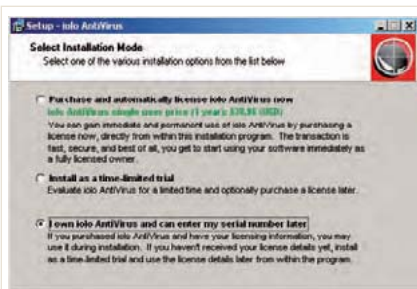 Setup - iolo AntiVirus
Select Installation Mode
Select one of the various installation options from the list below
Purchase and automatically license iolo AntiVirus now
iolo AntiVirus single user price (1 year): (USD)
You can gain immediate and permanent use of iolo AntiVirus by purchasing a
license now, directly from within this installation program. The transaction is
fast, secure, and best of all, you get to start using your software immediately as
a fully licensed owner.
Install as a time-limited trial
Evaluate iolo AntiVirus for a limited time and optionally purchase a license later.
I own iolo AntiVirus and can enter my serial number later
If you purchased iolo AntiVirus and have your licensing information, you may
use it during installation. If you haven't received your license details yet, install
as a time-limited trial and use the license details later from within the program.